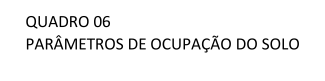 QUADRO 06
PARÂMETROS DE OCUPAÇÃO DO SOLO